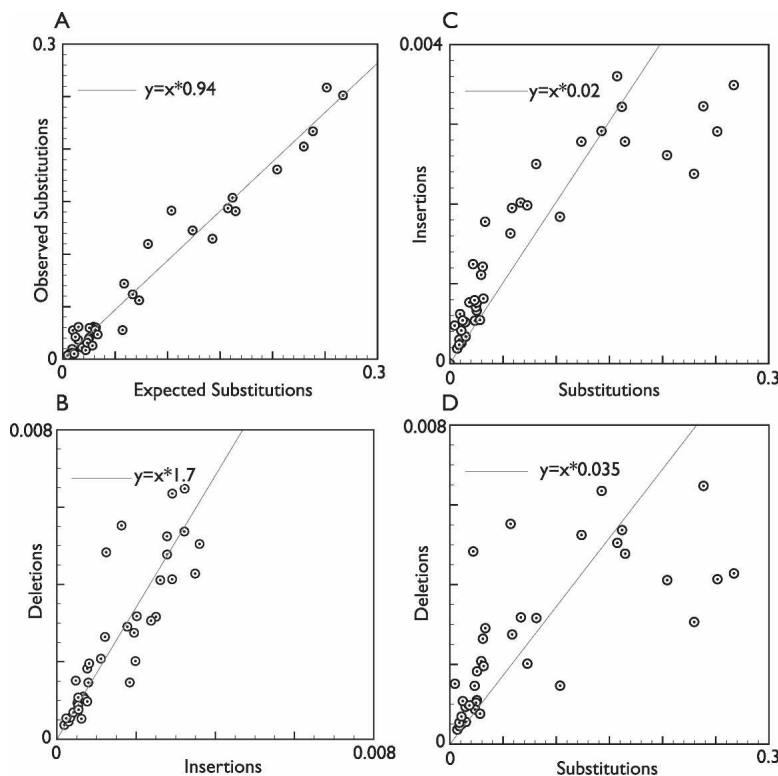 A
0.3
y=x*0.94
Observed Substitutions
0
0
Expected Substitutions
0.3
B
0.008
y=x*1.7
Deletions
0
0
Insertions
0.008
C
0.004
y=x*0.02
Insertions
0
0
Substitutions
0.3
D
0.008
y=x*0.035
Deletions
0
0
Substitutions
0.3